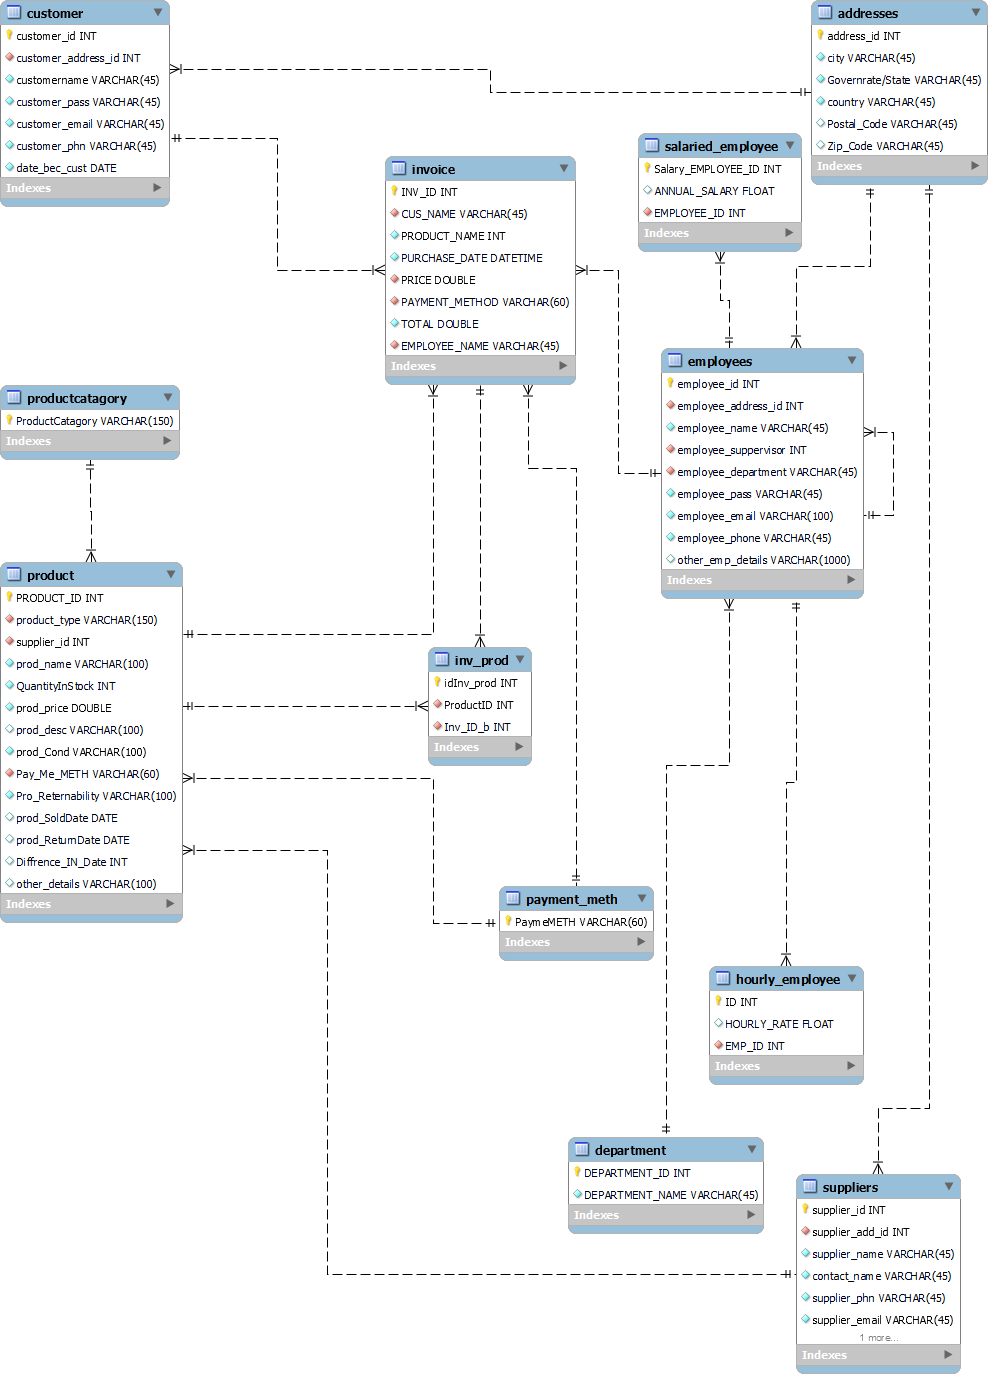 customer
customer_id INT
customer_address_id INT
customername VARCHAR(45)
customer_pass VARCHAR(45)
customer_email VARCHAR(45)
customer_phn VARCHAR(45)
date_bec_cust DATE
Indexes
addresses
address_id INT
city VARCHAR(45)
Governrate/State VARCHAR(45)
country VARCHAR(45)
Postal_Code VARCHAR(45)
Zip_Code VARCHAR(45)
Indexes
salaried_employee
Salary_EMPLOYEE_ID INT
ANNUAL_SALARY FLOAT
EMPLOYEE_ID INT
Indexes
invoice
INV_ID INT
CUS_NAME VARCHAR(45)
PRODUCT_NAME INT
PURCHASE_DATE DATETIME
PRICE DOUBLE
PAYMENT_METHOD VARCHAR(60)
TOTAL DOUBLE
EMPLOYEE_NAME VARCHAR(45)
Indexes
employees
employee_id INT
employee_address_id INT
employee_name VARCHAR(45)
employee_suppervisor INT
employee_department VARCHAR(45)
employee_pass VARCHAR(45)
employee_email VARCHAR(100)
employee_phone VARCHAR(45)
other_emp_details VARCHAR(1000)
Indexes
productcatagory
ProductCatagory VARCHAR(150)
Indexes
product
PRODUCT_ID INT
product_type VARCHAR(150)
supplier_id INT
prod_name VARCHAR(100)
QuantityInStock INT
prod_price DOUBLE
prod_desc VARCHAR(100)
prod_Cond VARCHAR(100)
Pay_Me_METH VARCHAR(60)
Pro_Reternability VARCHAR(100)
prod_SoldDate DATE
prod_ReturnDate DATE
Diffrence_IN_Date INT
other_details VARCHAR(100)
Indexes
inv_prod
idInv_prod INT
ProductID INT
Inv_ID_b INT
Indexes
payment_meth
PaymeMETH VARCHAR(60)
Indexes
hourly_employee
ID INT
HOURLY_RATE FLOAT
EMP_ID INT
Indexes
department
DEPARTMENT_ID INT
DEPARTMENT_NAME VARCHAR(45)
Indexes
suppliers
supplier_id INT
supplier_add_id INT
supplier_name VARCHAR(45)
contact_name VARCHAR(45)
supplier_phn VARCHAR(45)
supplier_email VARCHAR(45)
1 more...
Indexes